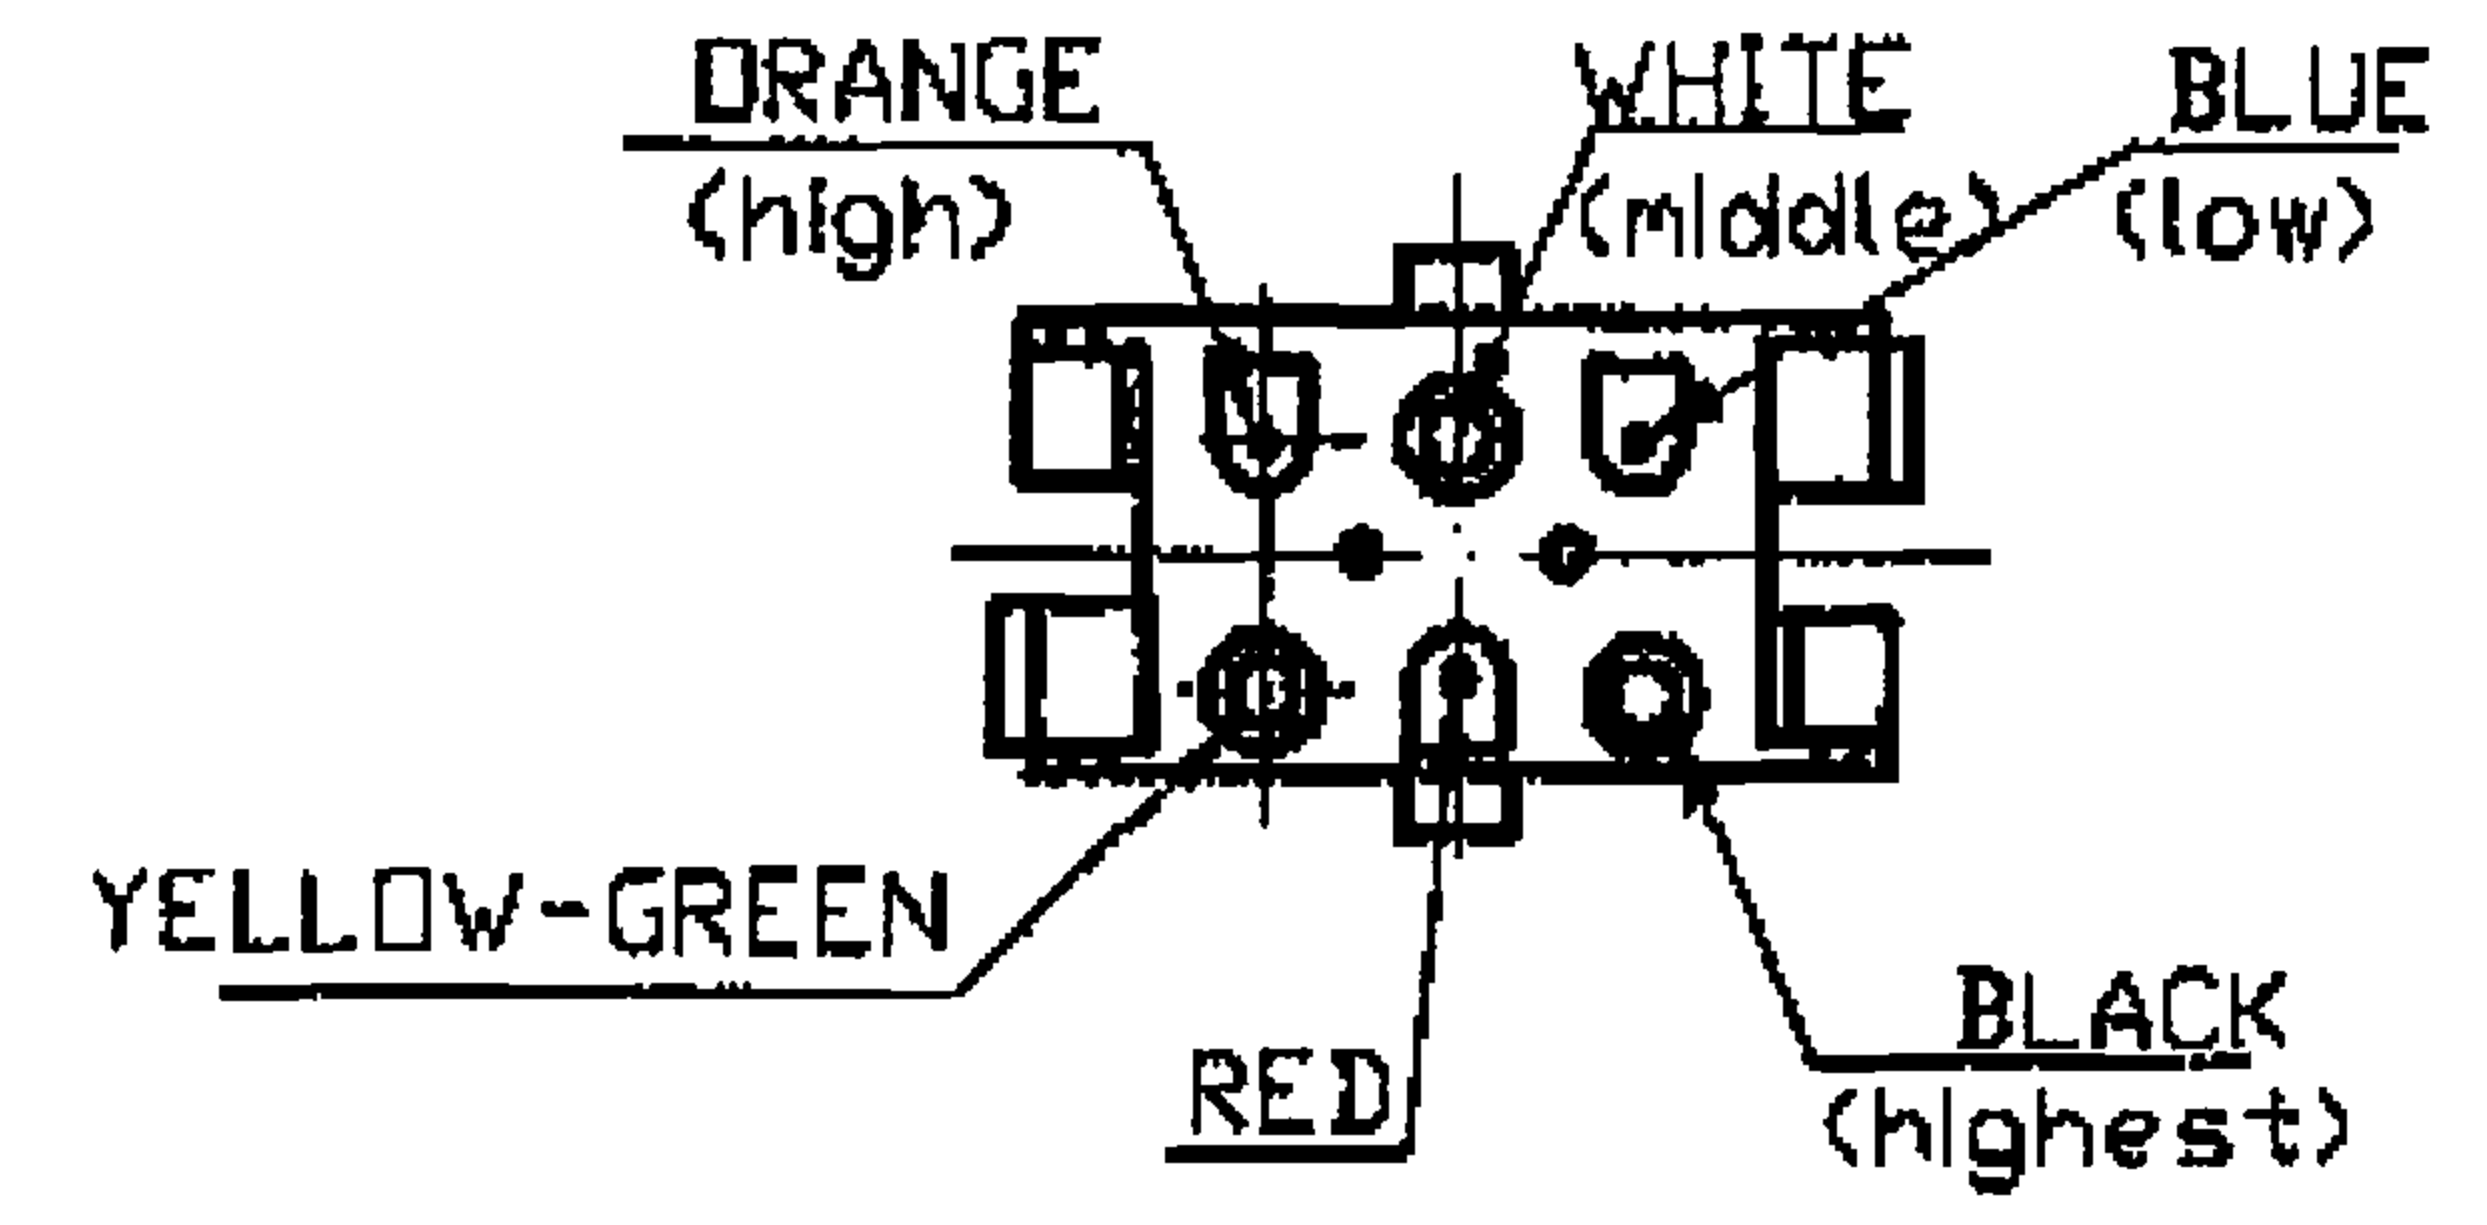 ORANGE
(high)
WHITE
(middle)
BLUE
(low)
YELLOW-GREEN
RED
BLACK
(highest)